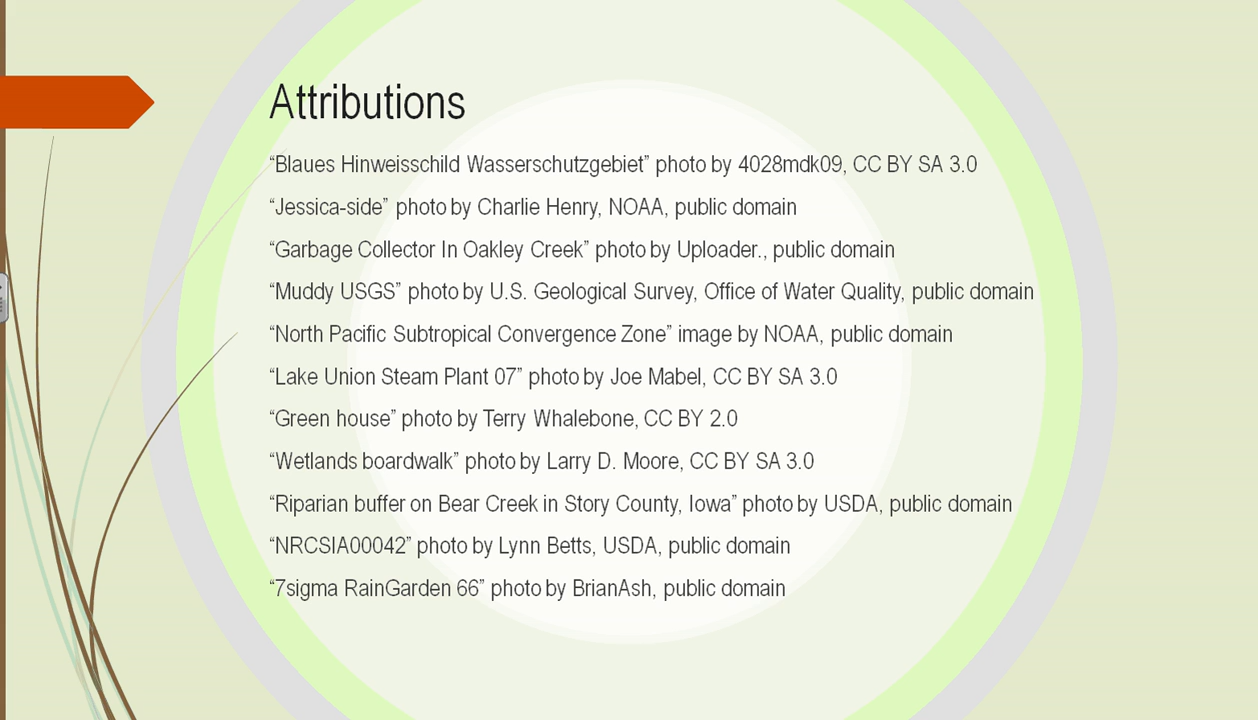 Attributions
“Blaues Hinweisschild Wasserschutzgebiet” photo by 4028mdk09, CC BY SA 3.0
“Jessica-side” photo by Charlie Henry, NOAA, public domain
“Garbage Collector In Oakley Creek” photo by Uploader., public domain
“Muddy USGS” photo by U.S. Geological Survey, Office of Water Quality, public domain
“North Pacific Subtropical Convergence Zone” image by NOAA, public domain
“Lake Union Steam Plant 07” photo by Joe Mabel, CC BY SA 3.0
“Green house” photo by Terry Whalebone, CC BY 2.0
“Wetlands boardwalk” photo by Larry D. Moore, CC BY SA 3.0
“Riparian buffer on Bear Creek in Story County, Iowa” photo by USDA, public domain
“NRCSIA00042” photo by Lynn Betts, USDA, public domain
“7sigma RainGarden 66” photo by BrianAsh, public domain